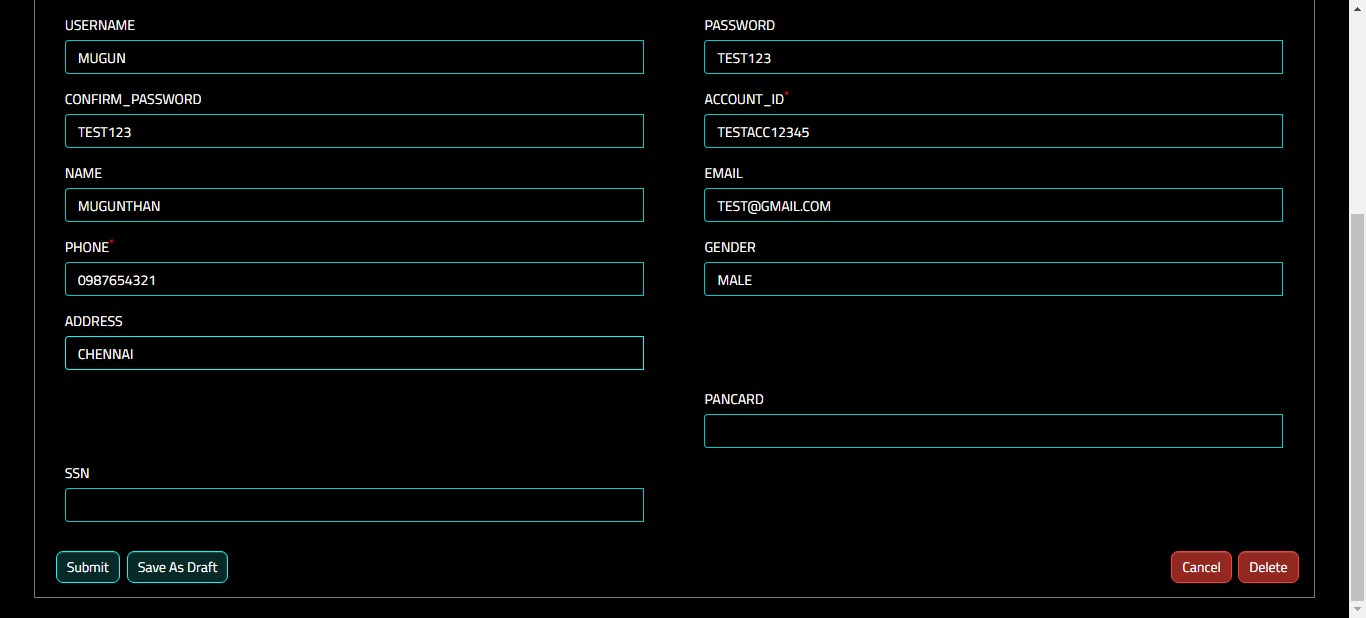 USERNAME
PASSWORD
MUGUN
TEST123
CONFIRM_PASSWORD
ACCOUNT_ID*
TEST123
TESTACC12345
NAME
EMAIL
MUGUNTHAN
TEST@GMAIL.COM
PHONE*
GENDER
0987654321
MALE
ADDRESS
CHENNAI
PANCARD
SSN
Submit
Save As Draft
Cancel
Delete